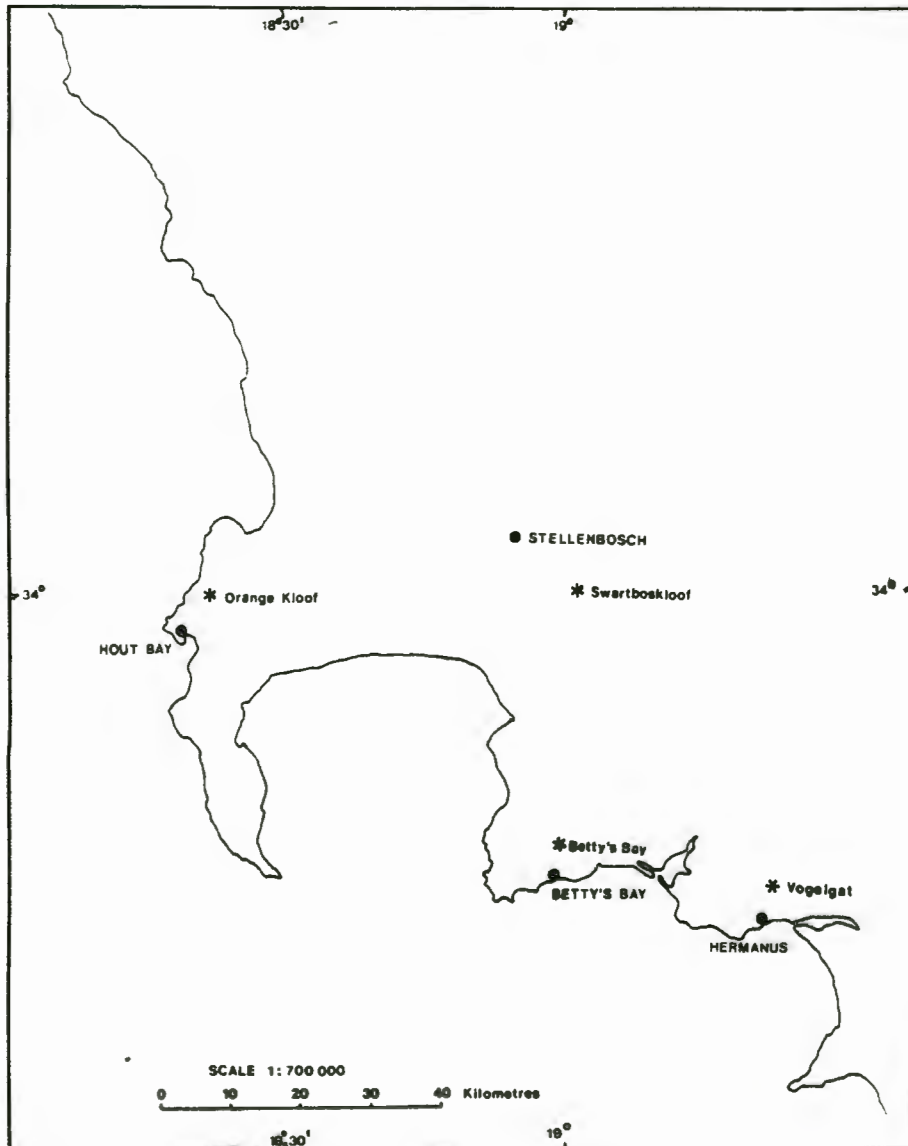 18°30' 19°
STELLENBOSCH
34° Orange Kloof Swartboskloof 34°
HOUT BAY
Betty's Bay
BETTY'S BAY
Vogelgat
HERMANUS
SCALE 1:700 000
0 10 20 30 40 Kilometres
18°30' 19°